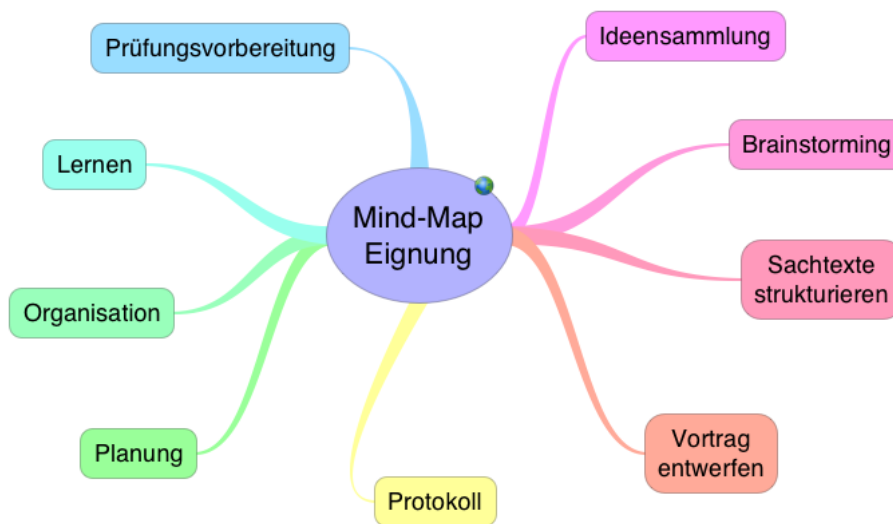 Mind-Map
Eignung
Ideensammlung
Brainstorming
Sachtexte
strukturieren
Vortrag
entwerfen
Protokoll
Planung
Organisation
Lernen
Prüfungsvorbereitung